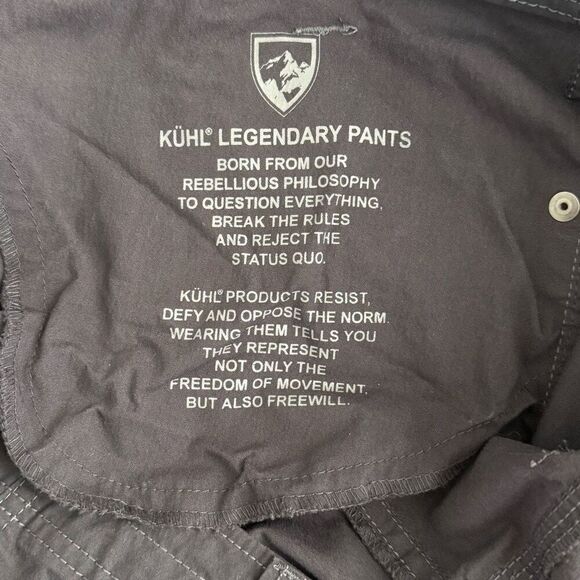 KÜHL® LEGENDARY PANTS
BORN FROM OUR
REBELLIOUS PHILOSOPHY
TO QUESTION EVERYTHING,
BREAK THE RULES
AND REJECT THE
STATUS QUO.
KÜHL® PRODUCTS RESIST,
DEFY AND OPPOSE THE NORM.
WEARING THEM TELLS YOU
THEY REPRESENT
NOT ONLY THE
FREEDOM OF MOVEMENT,
BUT ALSO FREEWILL.